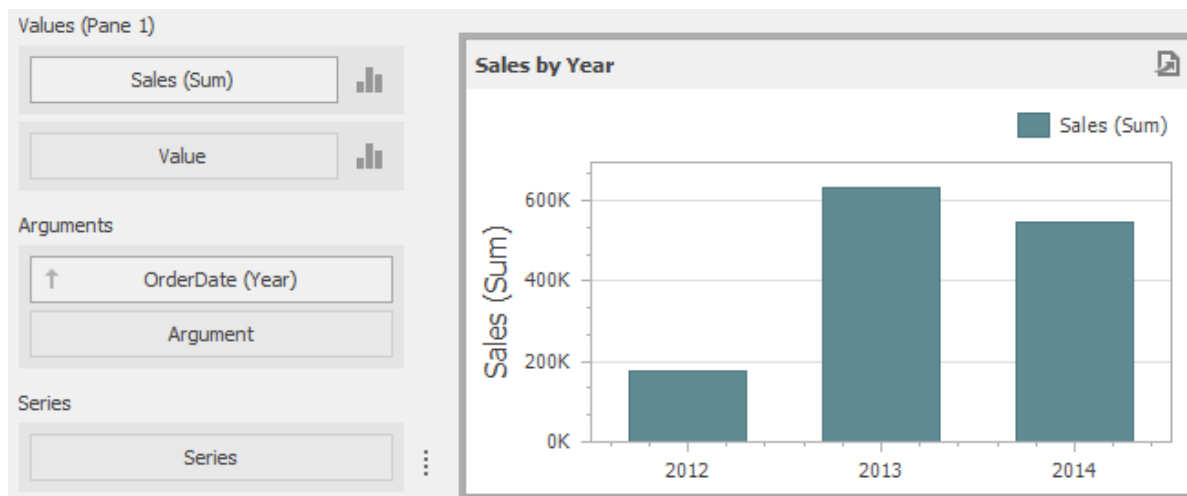 Values (Pane 1)
Sales (Sum)
Value
Arguments
OrderDate (Year)
Argument
Series
Series
Sales by Year
Sales (Sum)
Sales (Sum)
600K
400K
200K
0K
2012 2013 2014